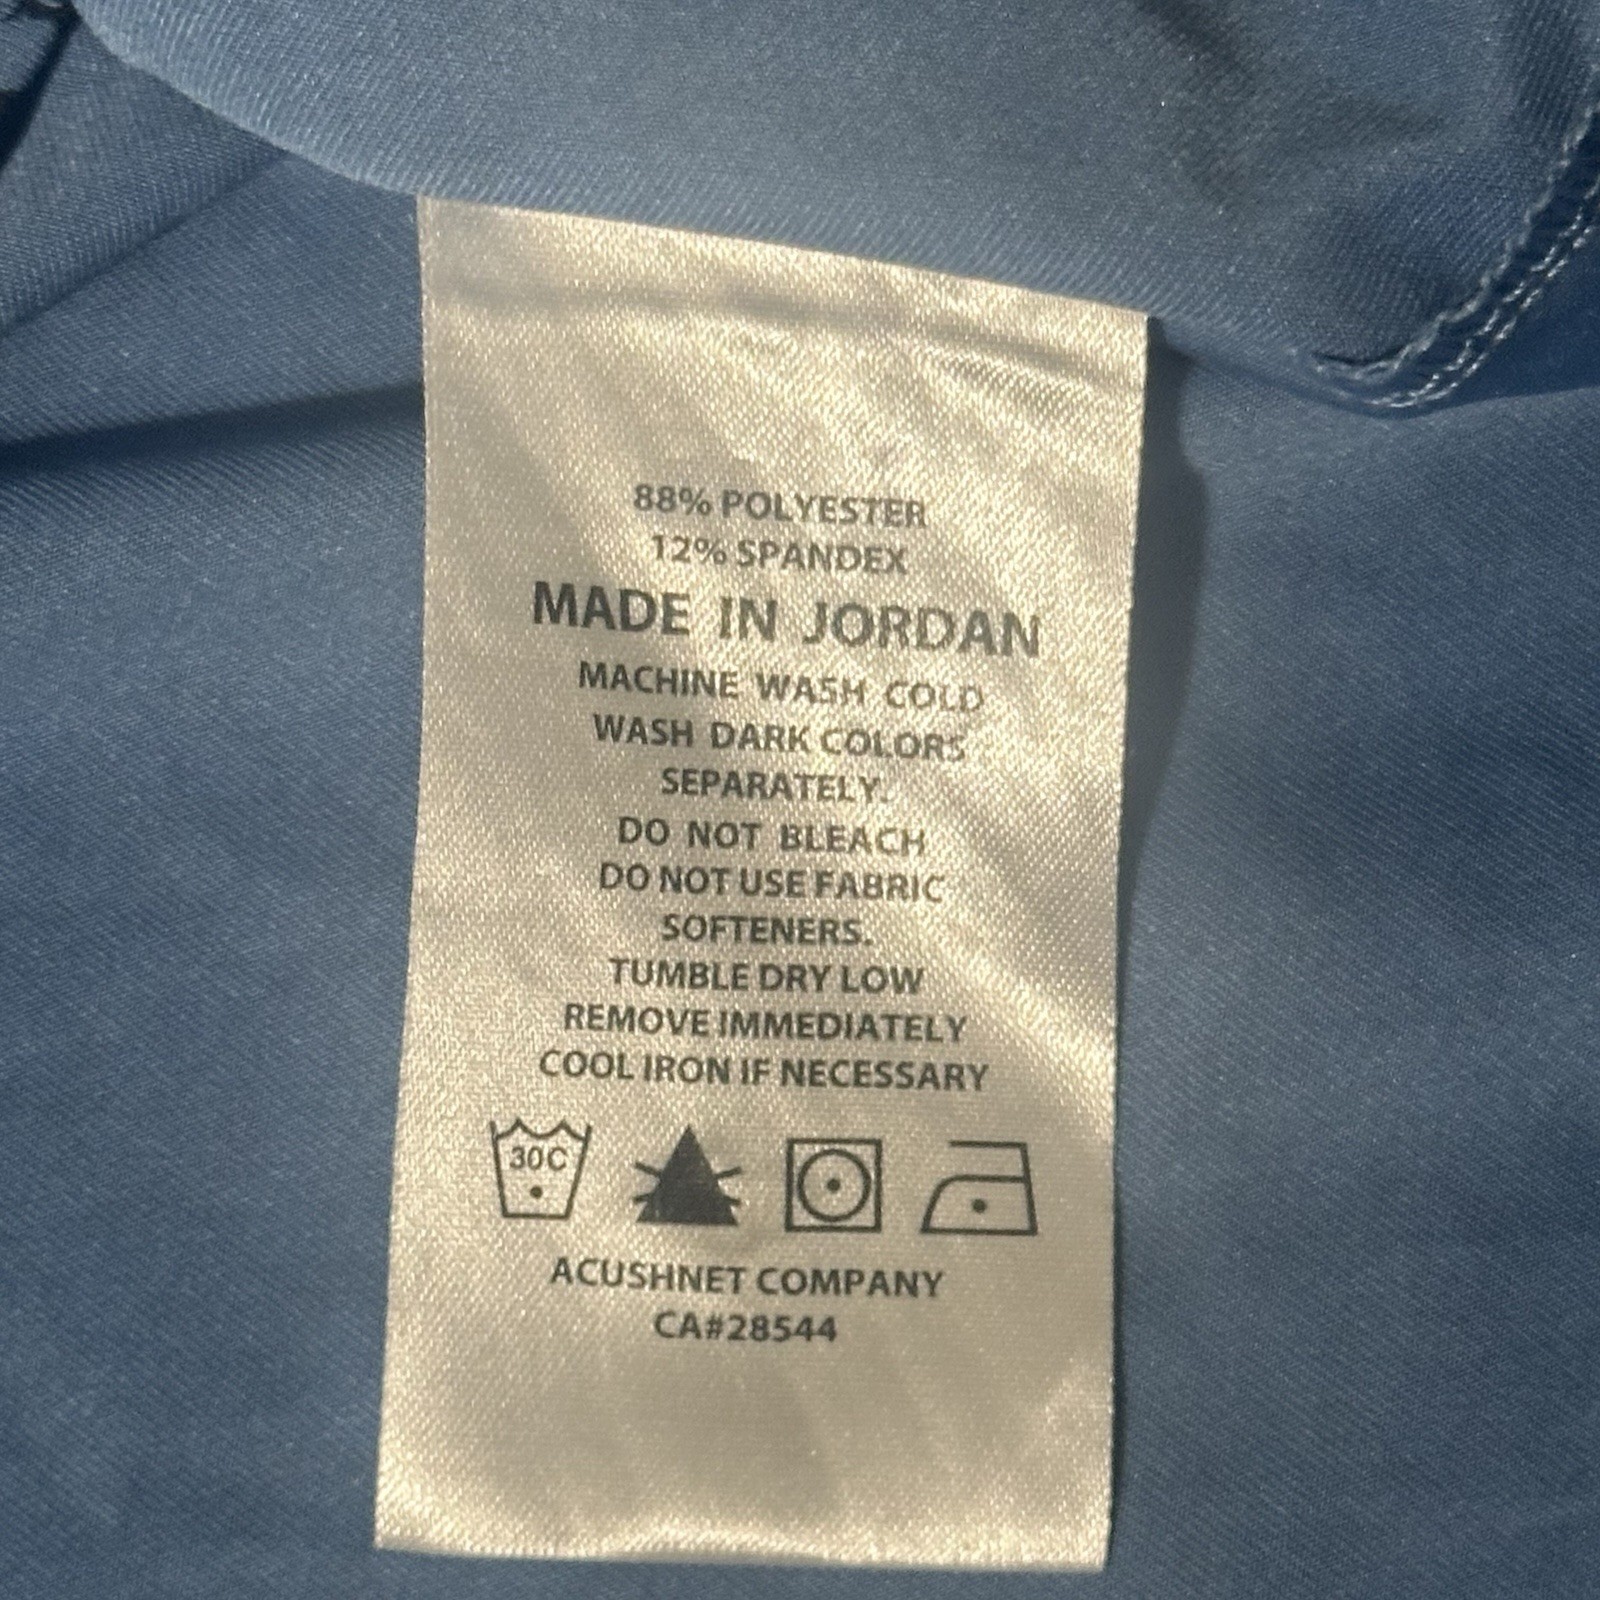 88% POLYESTER
12% SPANDEX
MADE IN JORDAN
MACHINE WASH COLD
WASH DARK COLORS
SEPARATELY.
DO NOT BLEACH
DO NOT USE FABRIC
SOFTENERS.
TUMBLE DRY LOW
REMOVE IMMEDIATELY
COOL IRON IF NECESSARY
30C
ACUSHNET COMPANY
CA#28544